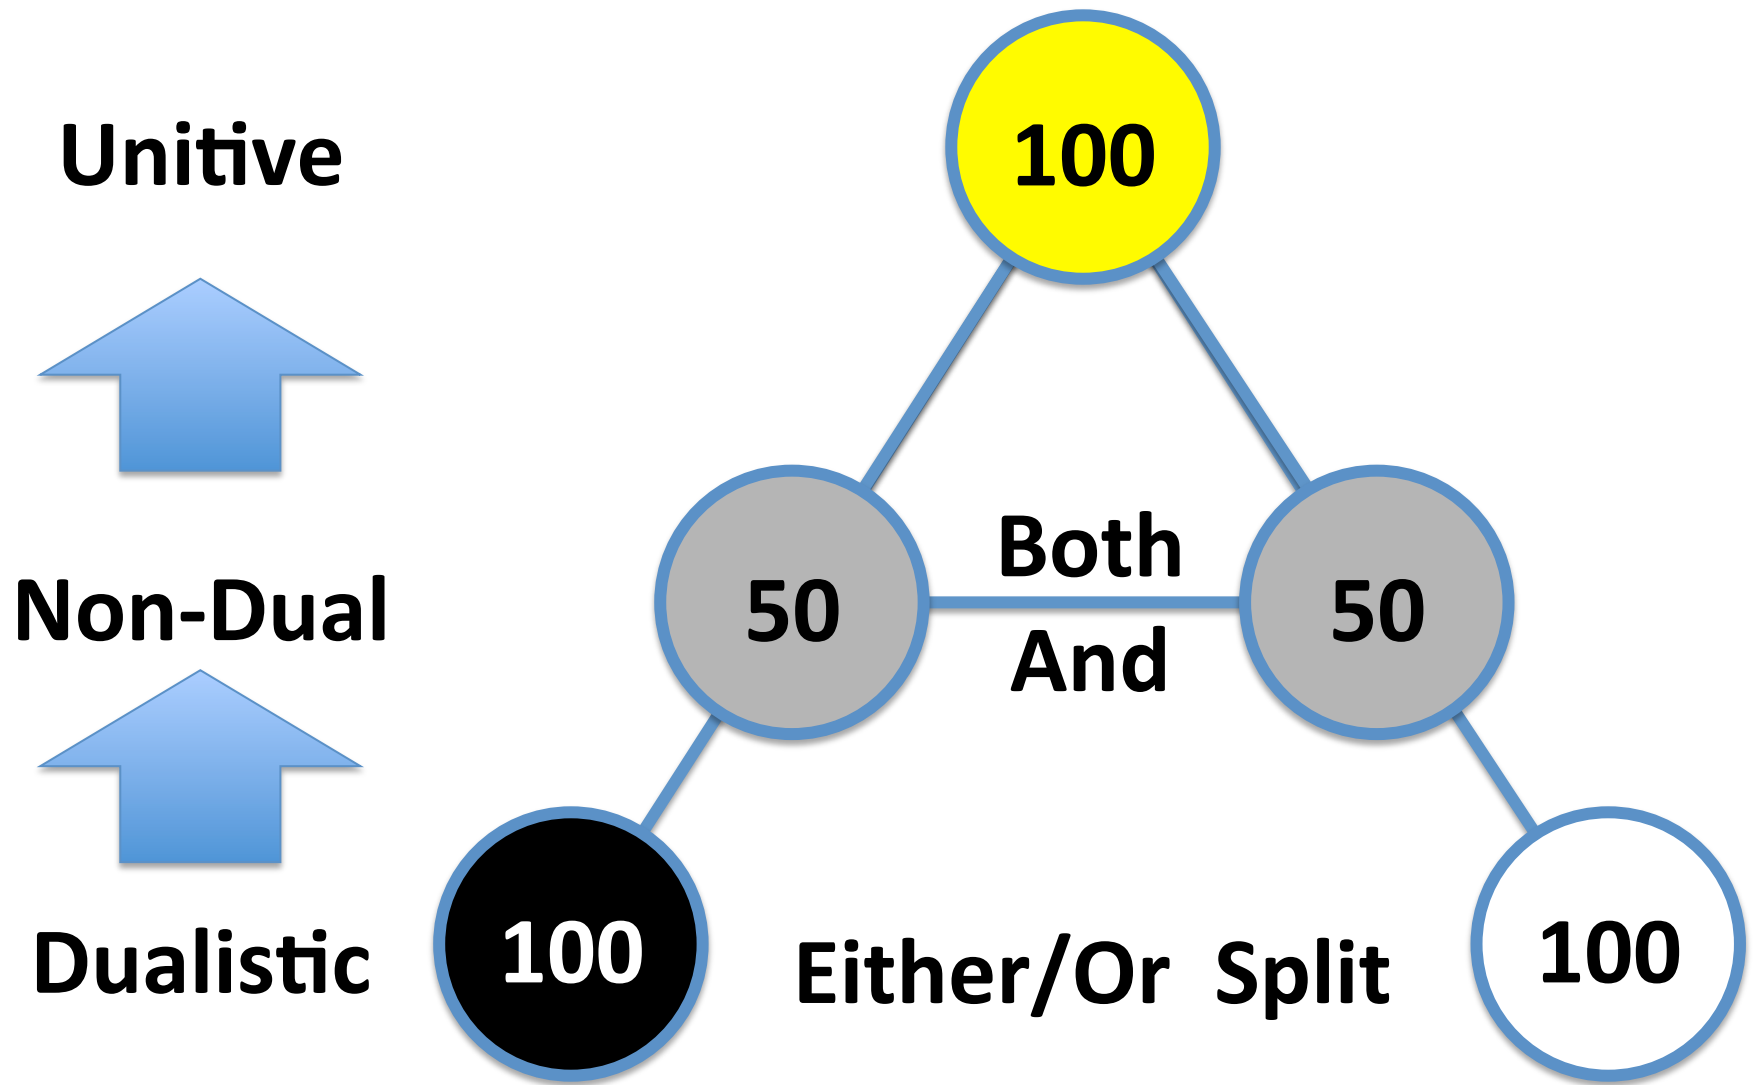 100
Unitive
Both
50
50
Non-Dual
And
100
100
Dualistic
Either/Or Split